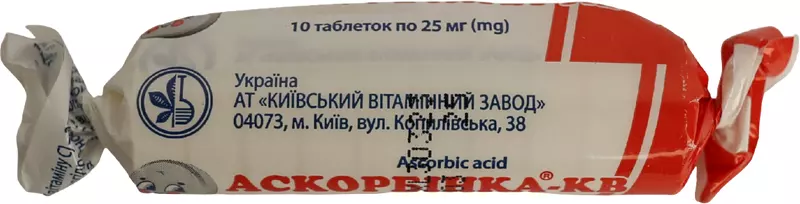 10 таблеток по 25 мг (mg)
Україна
АТ «КИЇВСЬКИЙ ВІТАМІННИЙ ЗАВОД»
04073, м. Київ, вул. Копилівська, 38
Ascorbic acid
АСКОРБІНКА®-КВ